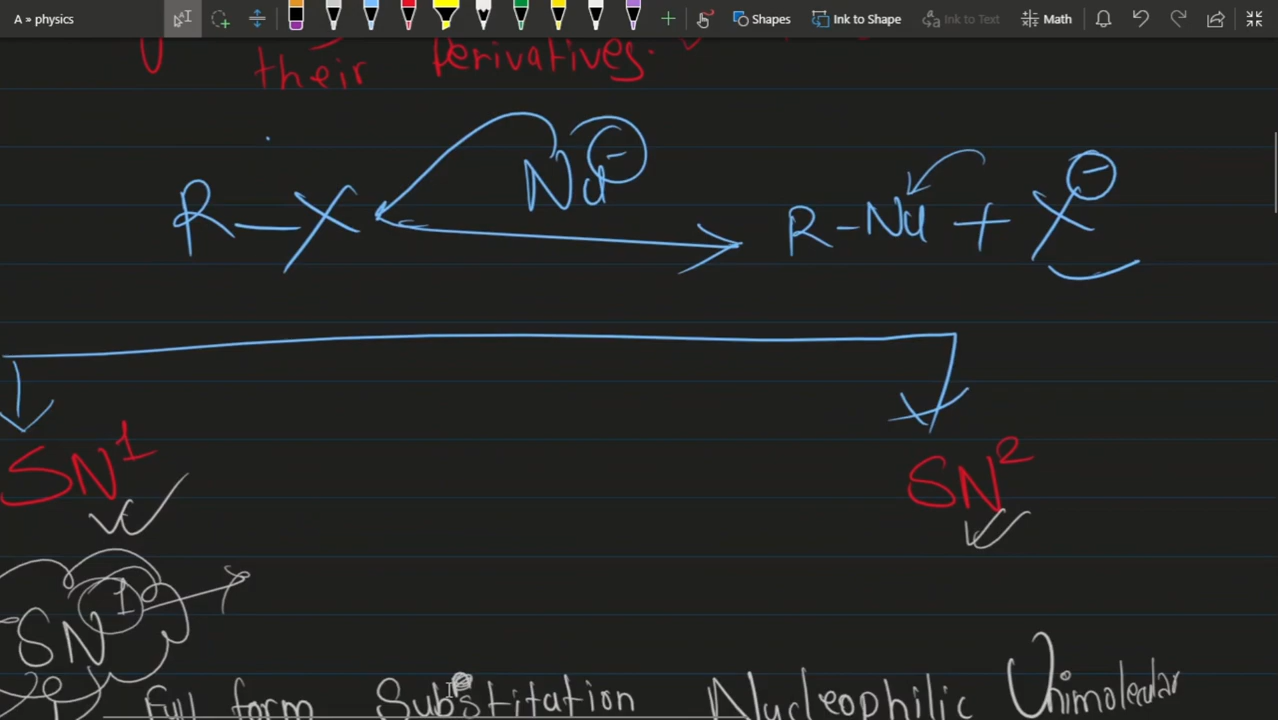 A » physics
Shapes Ink to Shape Ink to Text Math
their derivatives.
R-X Nu⊖ R-Nu + X⊖
SN¹ SN²
SN¹
Full form Substitation Nucleophilic Unimolecular